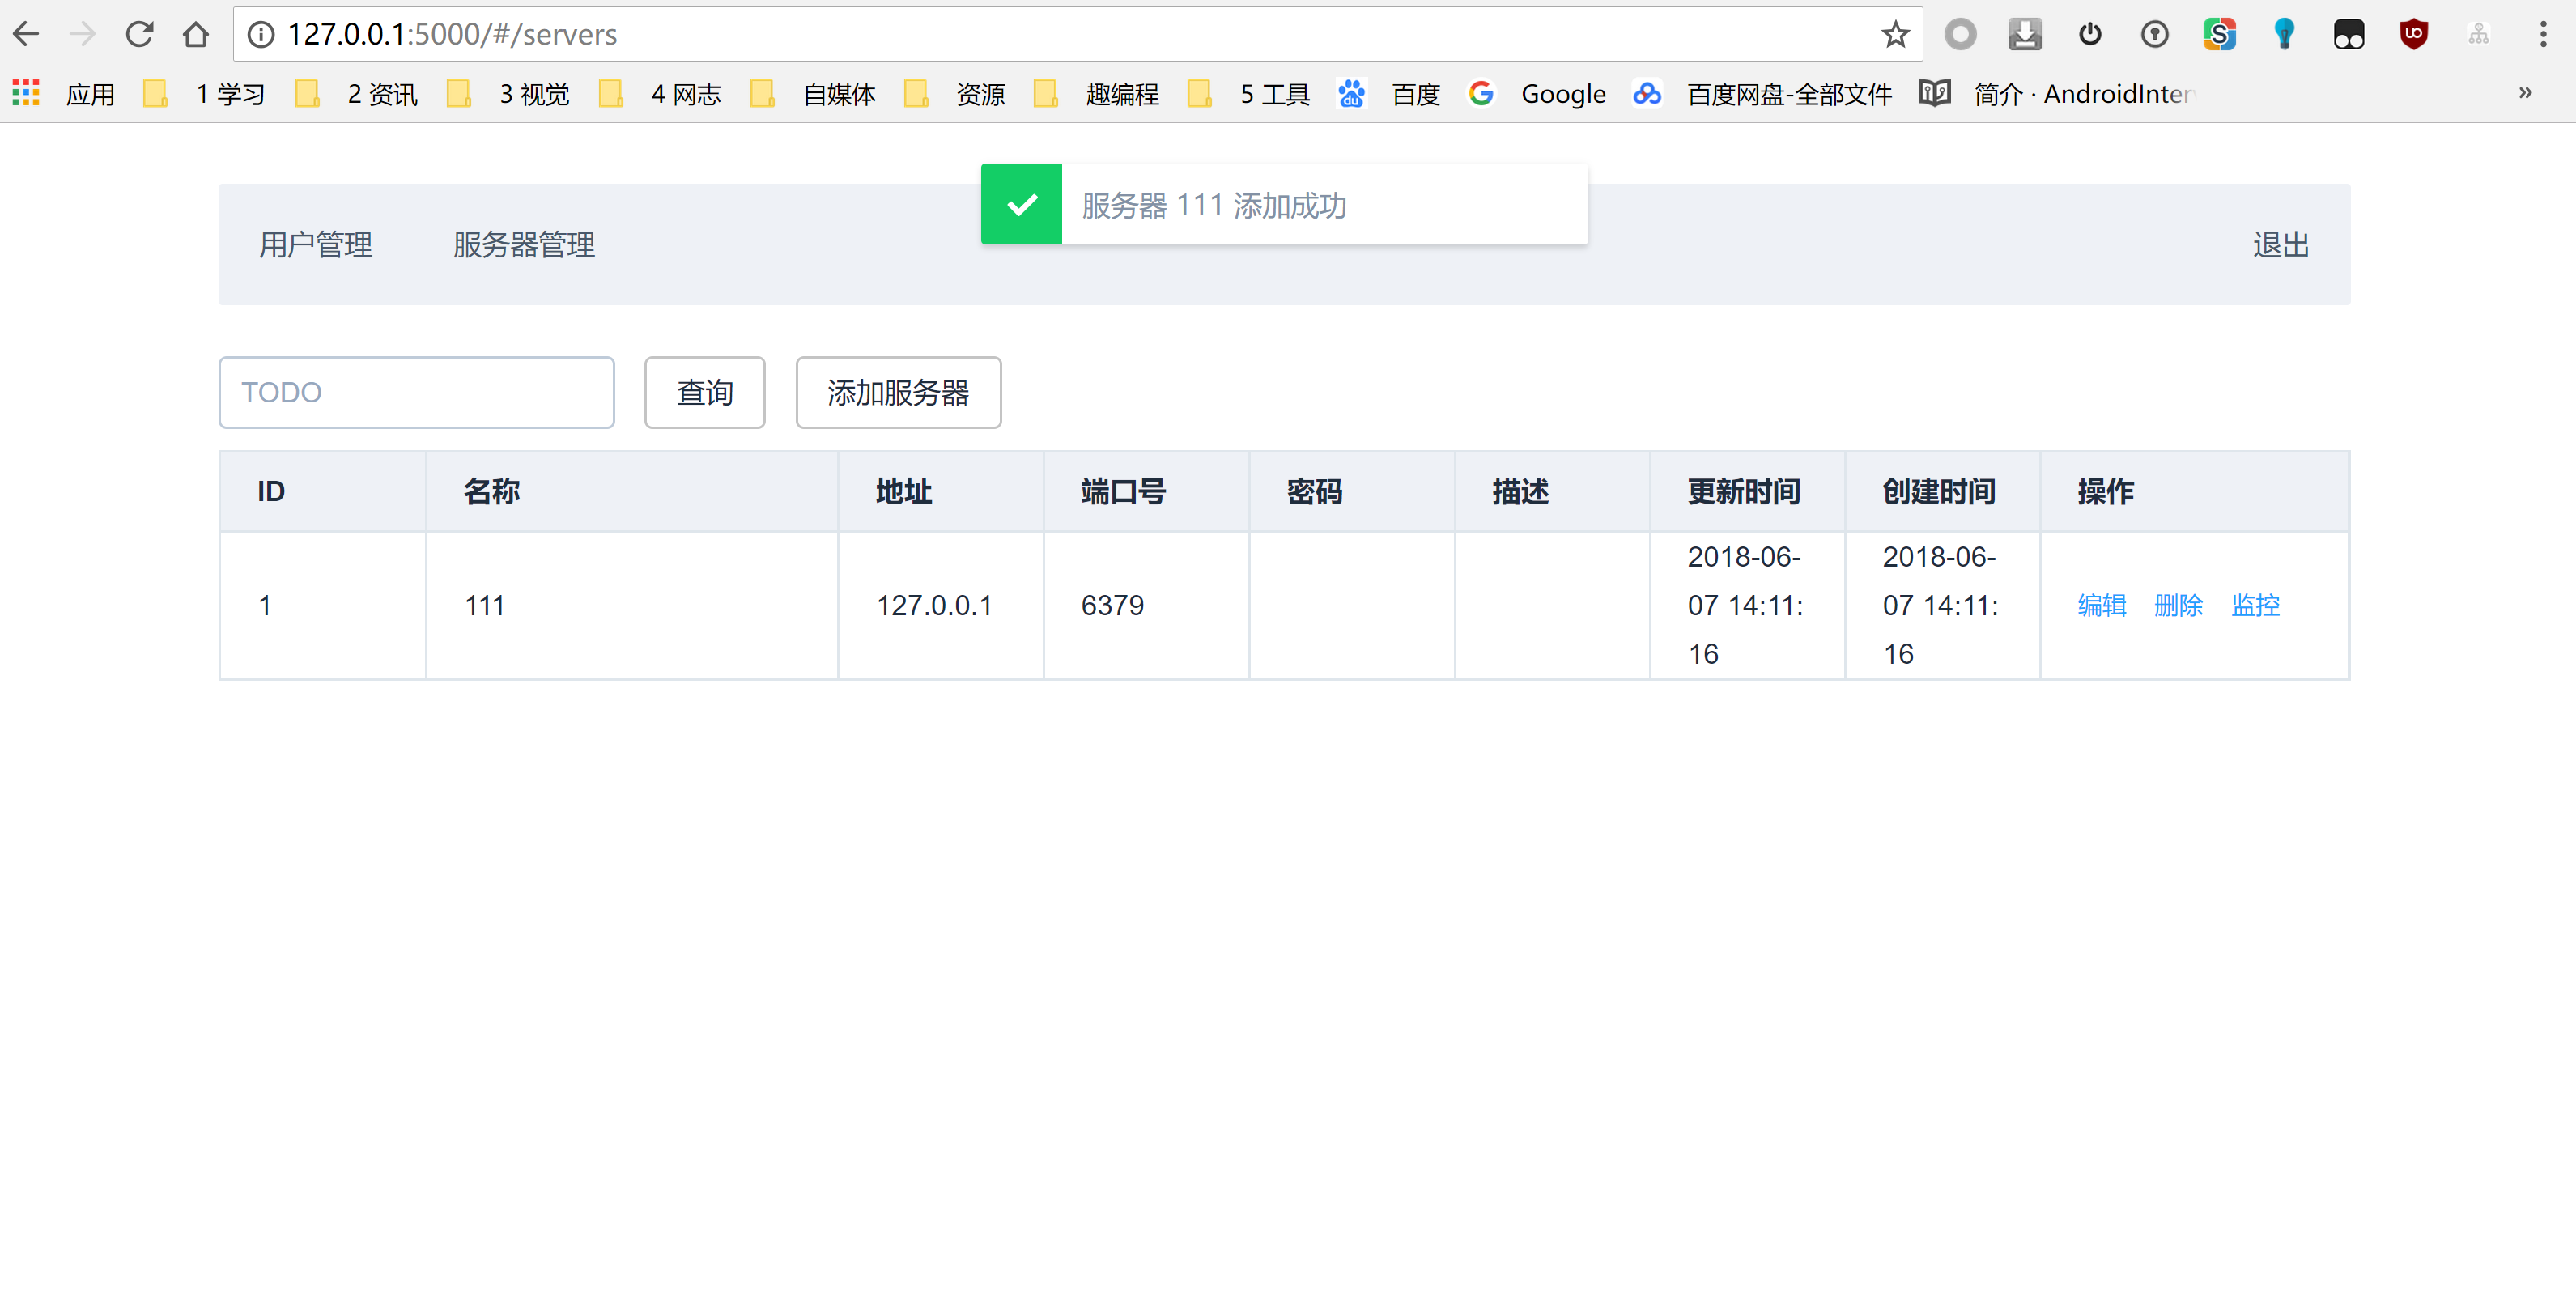 127.0.0.1:5000/#/servers
应用 1 学习 2 资讯 3 视觉 4 网志 自媒体 资源 趣编程 5 工具 百度 Google 百度网盘-全部文件 简介 · AndroidInter
服务器 111 添加成功
用户管理 服务器管理 退出
TODO 查询 添加服务器
ID 名称 地址 端口号 密码 描述 更新时间 创建时间 操作
1 111 127.0.0.1 6379 2018-06-07 14:11:16 2018-06-07 14:11:16 编辑 删除 监控